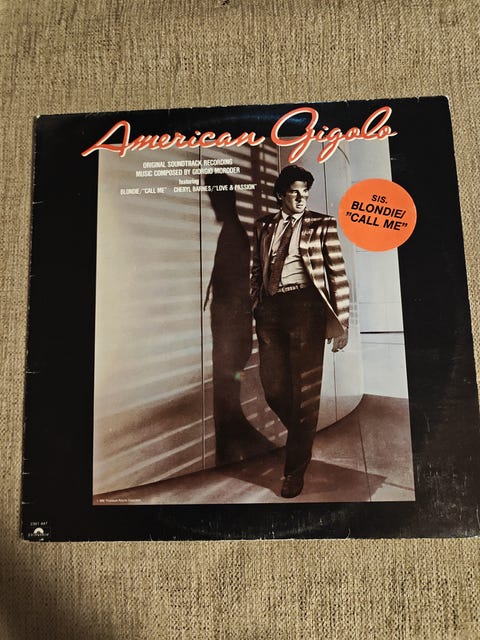 American Gigolo
ORIGINAL SOUNDTRACK RECORDING
MUSIC COMPOSED BY GIORGIO MORODER
featuring
BLONDIE/"CALL ME" CHERYL BARNES/"LOVE & PASSION"
SIS.
BLONDIE/
"CALL ME"